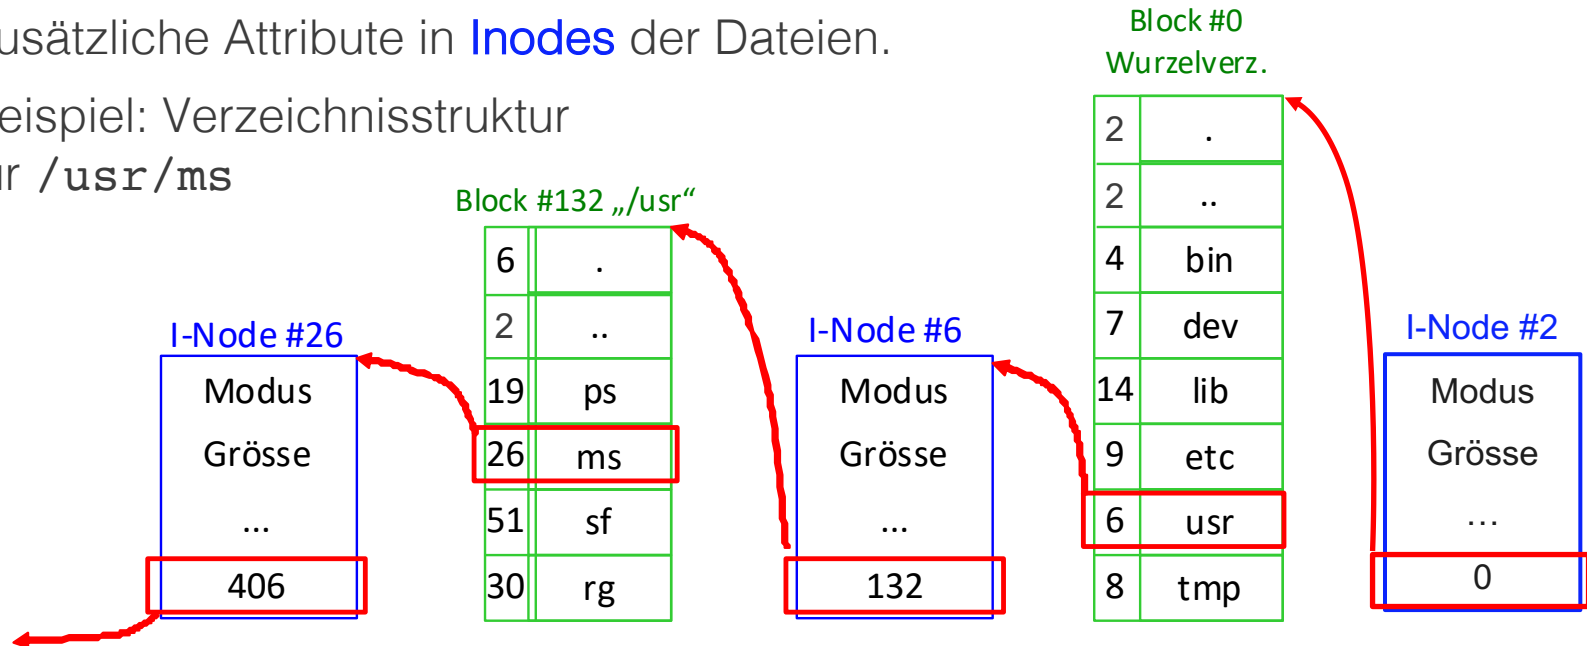 usätzliche Attribute in Inodes der Dateien.
eispiel: Verzeichnisstruktur
ur /usr/ms
Block #0
Wurzelverz.
2 .
2 ..
4 bin
7 dev
14 lib
9 etc
6 usr
8 tmp
Block #132 „/usr“
6 .
2 ..
19 ps
26 ms
51 sf
30 rg
I-Node #26
Modus
Grösse
...
406
I-Node #6
Modus
Grösse
...
132
I-Node #2
Modus
Grösse
...
0